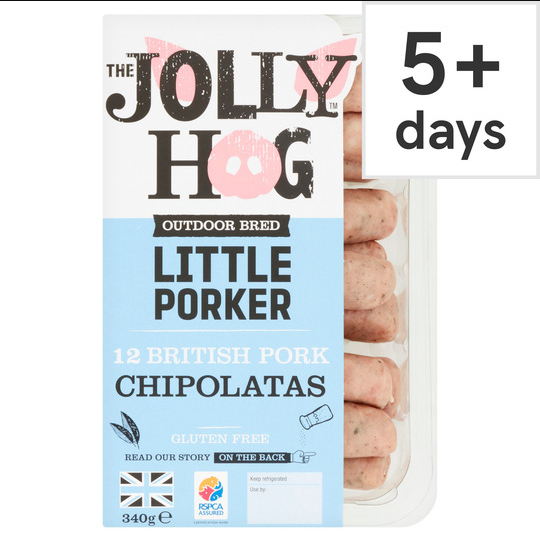 5+
days
THE JOLLY
TM
HOG
OUTDOOR BRED
LITTLE
PORKER
12 BRITISH PORK
CHIPOLATAS
GLUTEN FREE
READ OUR STORY ON THE BACK
Keep refrigerated
Use by:
RSPCA
ASSURED
340g ℮